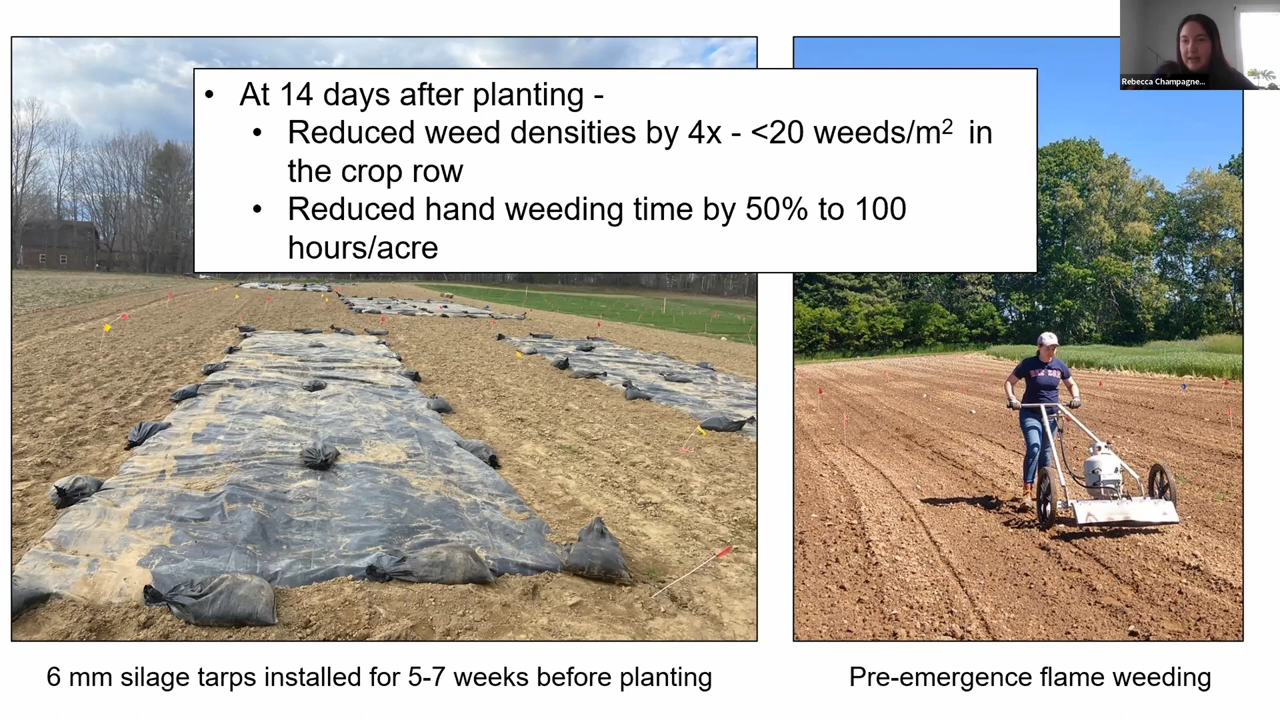 Rebecca Champagne...
• At 14 days after planting -
• Reduced weed densities by 4x - <20 weeds/m² in
the crop row
• Reduced hand weeding time by 50% to 100
hours/acre
6 mm silage tarps installed for 5-7 weeks before planting
Pre-emergence flame weeding